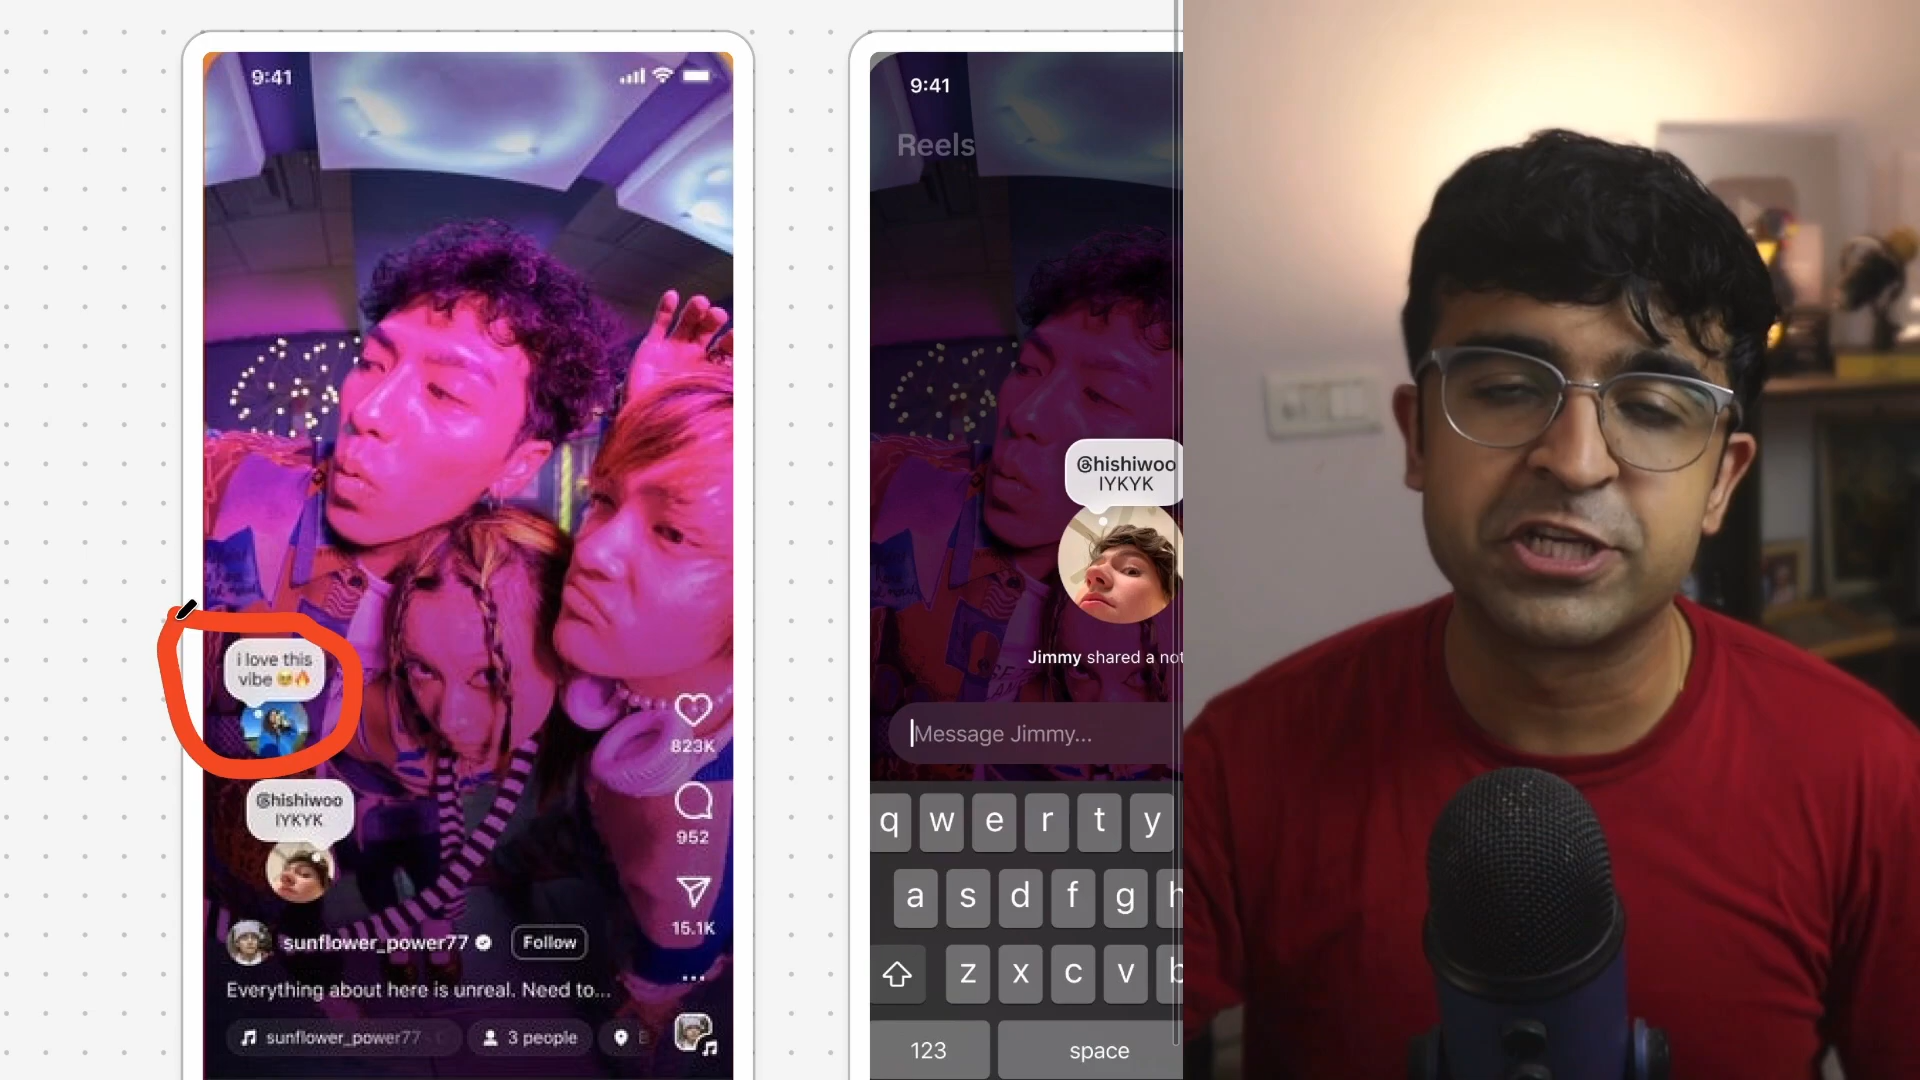 9:41
i love this
vibe 🥹🔥
823K
@hishiwoo
IYKYK
952
15.1K
sunflower_power77
Follow
Everything about here is unreal. Need to...
sunflower_power77
3 people
9:41
Reels
@hishiwoo
IYKYK
Jimmy shared a not
Message Jimmy...
q w e r t y
a s d f g h
z x c v b
123 space